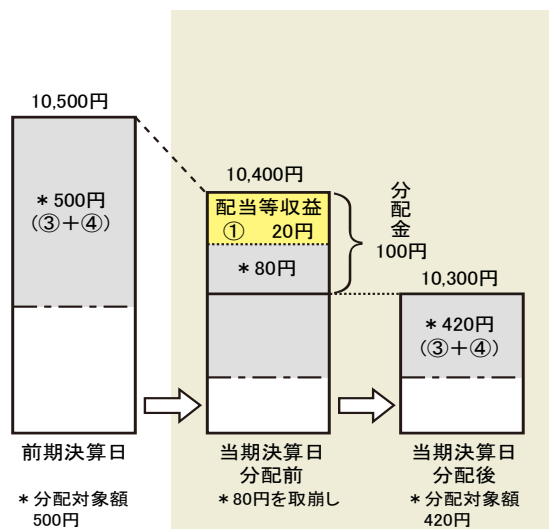 10,500円
＊500円
（③＋④）
前期決算日
＊分配対象額
500円
10,400円
配当等収益
① 20円
＊80円
分配金
100円
当期決算日
分配前
＊80円を取崩し
10,300円
＊420円
（③＋④）
当期決算日
分配後
＊分配対象額
420円